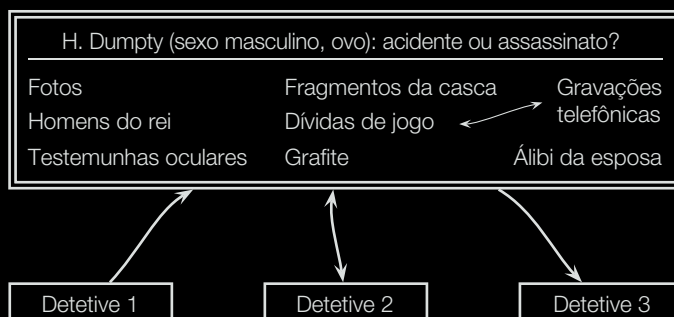 H. Dumpty (sexo masculino, ovo): acidente ou assassinato?
Fotos
Fragmentos da casca
Gravações
telefônicas
Homens do rei
Dívidas de jogo
Testemunhas oculares
Grafite
Álibi da esposa
Detetive 1
Detetive 2
Detetive 3